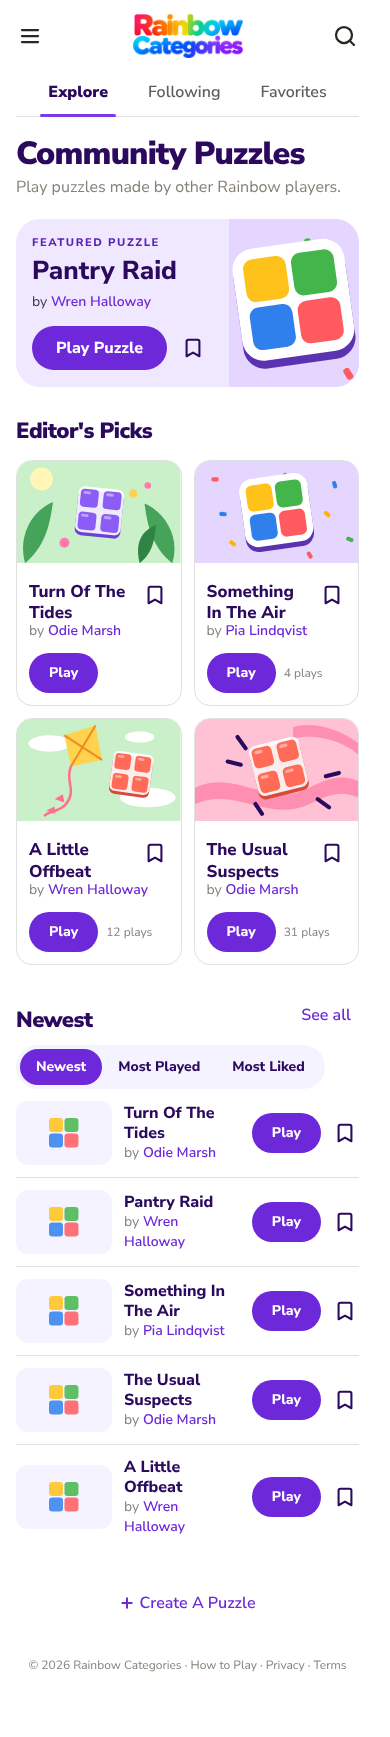 Rainbow
Categories
Explore
Following
Favorites
Community Puzzles
Play puzzles made by other Rainbow players.
FEATURED PUZZLE
Pantry Raid
by Wren Halloway
Play Puzzle
Editor's Picks
Turn Of The
Tides
by Odie Marsh
Play
Something
In The Air
by Pia Lindqvist
Play
4 plays
A Little
Offbeat
by Wren Halloway
Play
12 plays
The Usual
Suspects
by Odie Marsh
Play
31 plays
Newest
See all
Newest
Most Played
Most Liked
Turn Of The
Tides
by Odie Marsh
Play
Pantry Raid
by Wren
Halloway
Play
Something In
The Air
by Pia Lindqvist
Play
The Usual
Suspects
by Odie Marsh
Play
A Little
Offbeat
by Wren
Halloway
Play
+ Create A Puzzle
© 2026 Rainbow Categories · How to Play · Privacy · Terms